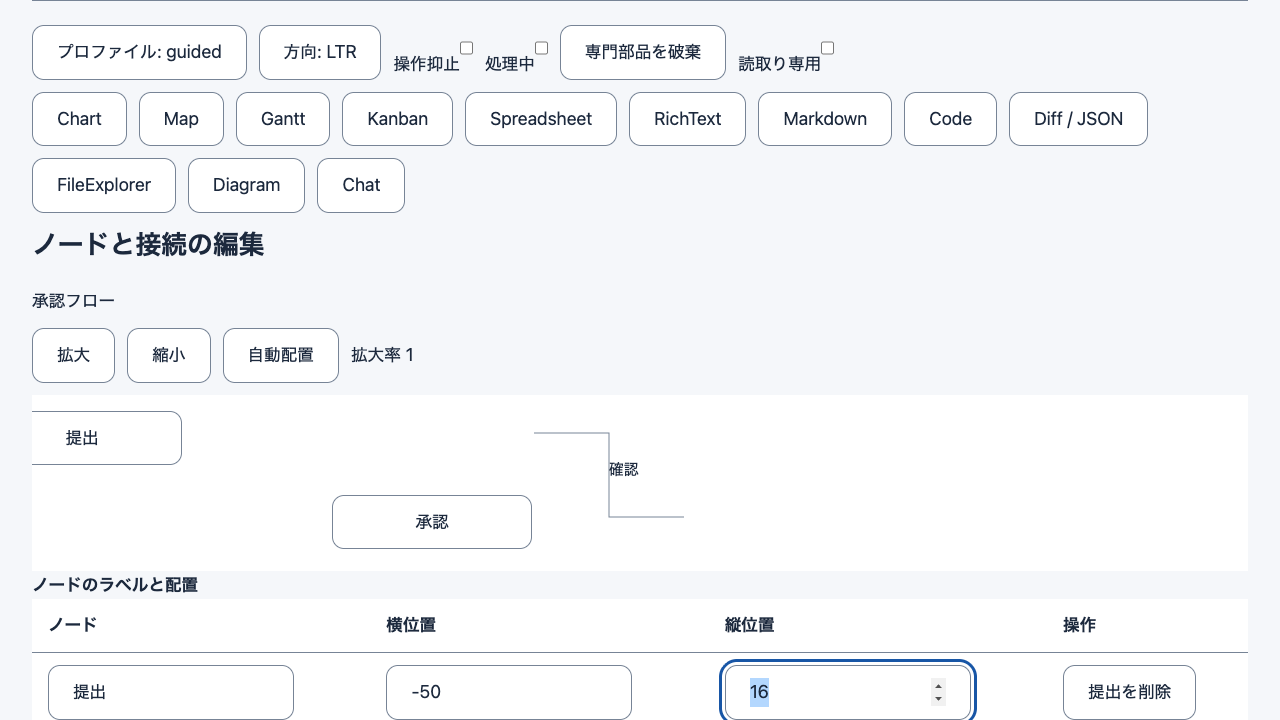 プロファイル: guided 方向: LTR 操作抑止 処理中 専門部品を破棄 読取り専用
Chart Map Gantt Kanban Spreadsheet RichText Markdown Code Diff / JSON
FileExplorer Diagram Chat
ノードと接続の編集
承認フロー
拡大 縮小 自動配置 拡大率 1
提出
確認
承認
ノードのラベルと配置
ノード 横位置 縦位置 操作
提出 -50 16 提出を削除